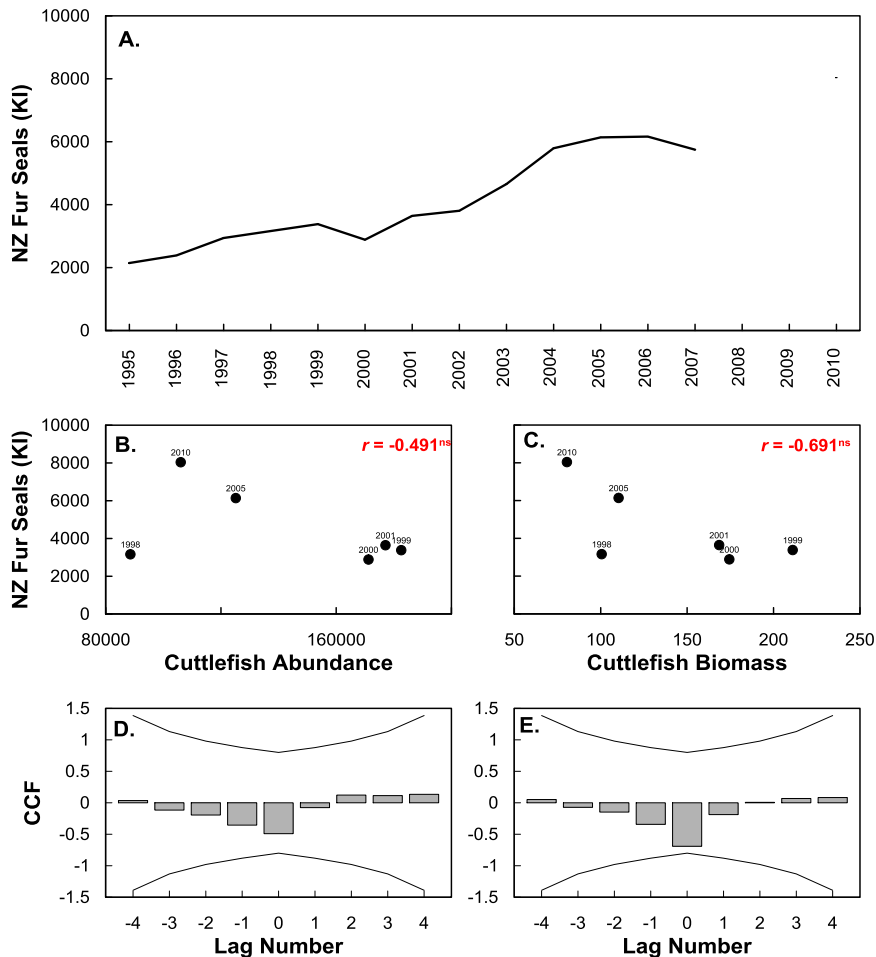 A.
NZ Fur Seals (KI)
10000
8000
6000
4000
2000
0
1995 1996 1997 1998 1999 2000 2001 2002 2003 2004 2005 2006 2007 2008 2009 2010
B.
r = -0.491ns
NZ Fur Seals (KI)
10000
8000
6000
4000
2000
0
2010
2005
1998
2001
1999
2000
80000 160000
Cuttlefish Abundance
C.
r = -0.691ns
2010
2005
1998
2001
2000
1999
50 100 150 200 250
Cuttlefish Biomass
D.
CCF
1.5
1
0.5
0
-0.5
-1
-1.5
-4 -3 -2 -1 0 1 2 3 4
Lag Number
E.
1.5
1
0.5
0
-0.5
-1
-1.5
-4 -3 -2 -1 0 1 2 3 4
Lag Number